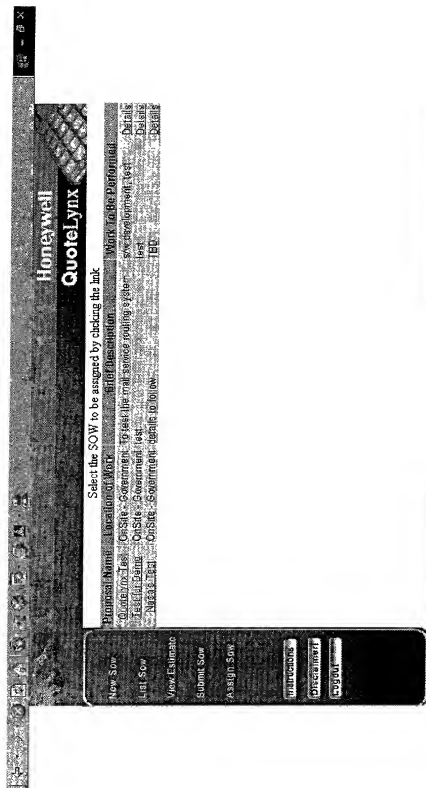 Honeywell
QuoteLynx
Select the SOW to be assigned by clicking the link
Proposal Name Location of Work Brief Description Work To Be Performed
QuoteLynx Test OnSite - Government To test the mail service routing system sw development, test Details
Test for Demo OnSite - Government test test Details
OnSite - Government details to follow TBD Details
New Sow
List Sow
View Estimate
Submit Sow
Assign Sow
Instructions
Disclaimer
Logout